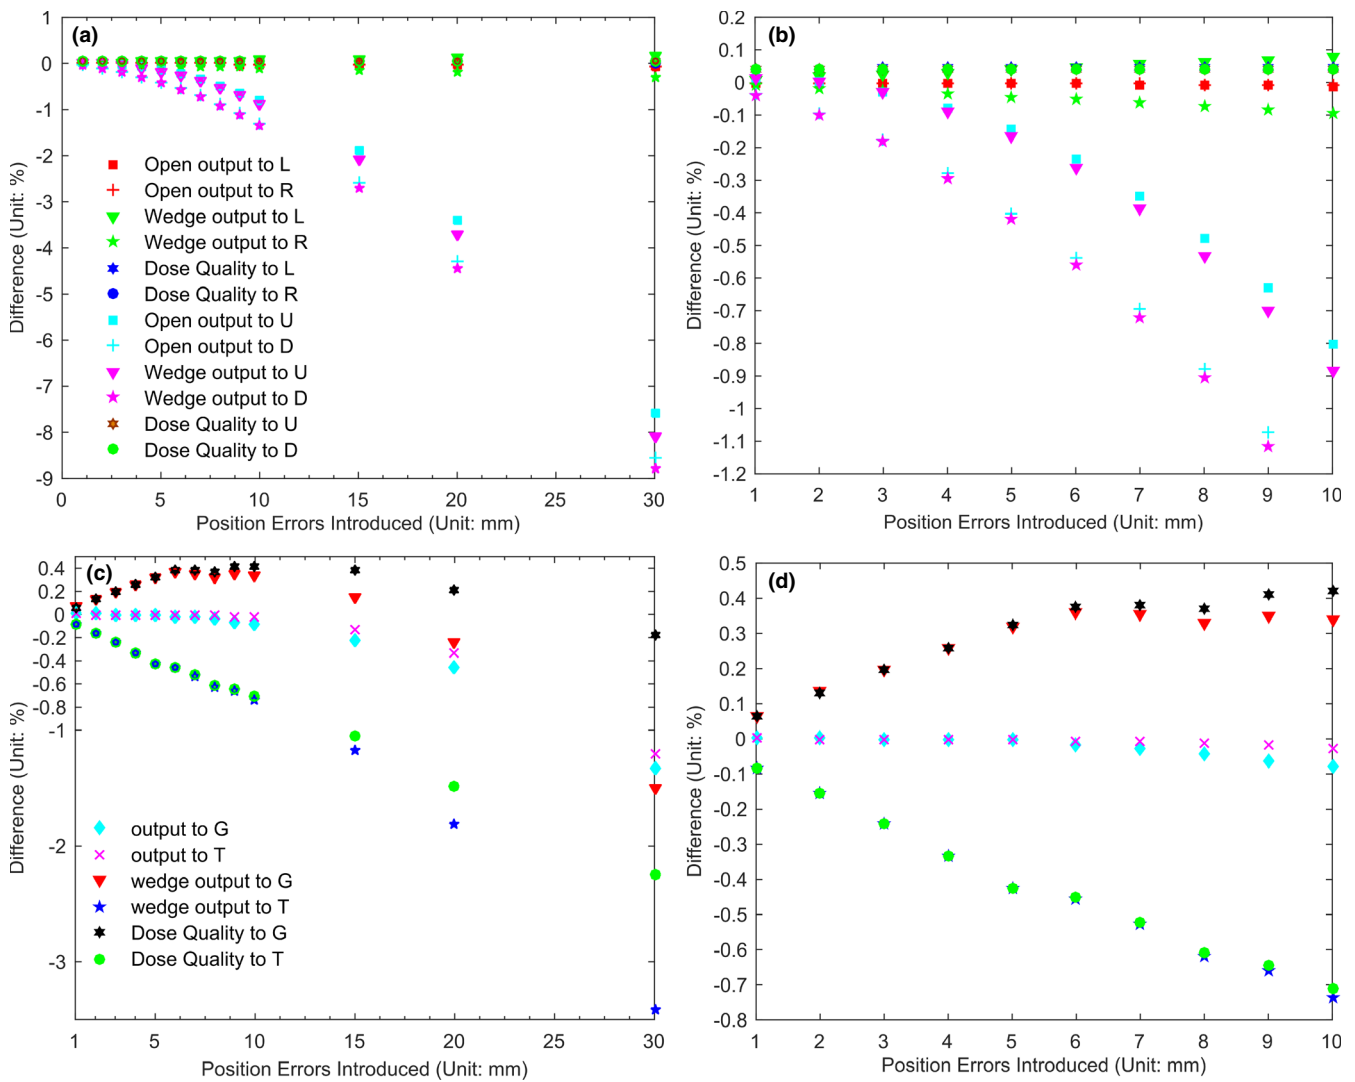 (a)
1
0
-1
-2
-3
-4
-5
-6
-7
-8
-9
Difference (Unit: %)
Open output to L
Open output to R
Wedge output to L
Wedge output to R
Dose Quality to L
Dose Quality to R
Open output to U
Open output to D
Wedge output to U
Wedge output to D
Dose Quality to U
Dose Quality to D
0 5 10 15 20 25 30
Position Errors Introduced (Unit: mm)
(b)
0.2
0.1
0
-0.1
-0.2
-0.3
-0.4
-0.5
-0.6
-0.7
-0.8
-0.9
-1
-1.1
-1.2
Difference (Unit: %)
1 2 3 4 5 6 7 8 9 10
Position Errors Introduced (Unit: mm)
(c)
0.4
0.2
0
-0.2
-0.4
-0.6
-0.8
-1
-2
-3
Difference (Unit: %)
output to G
output to T
wedge output to G
wedge output to T
Dose Quality to G
Dose Quality to T
1 5 10 15 20 25 30
Position Errors Introduced (Unit: mm)
(d)
0.5
0.4
0.3
0.2
0.1
0
-0.1
-0.2
-0.3
-0.4
-0.5
-0.6
-0.7
-0.8
Difference (Unit: %)
1 2 3 4 5 6 7 8 9 10
Position Errors Introduced (Unit: mm)